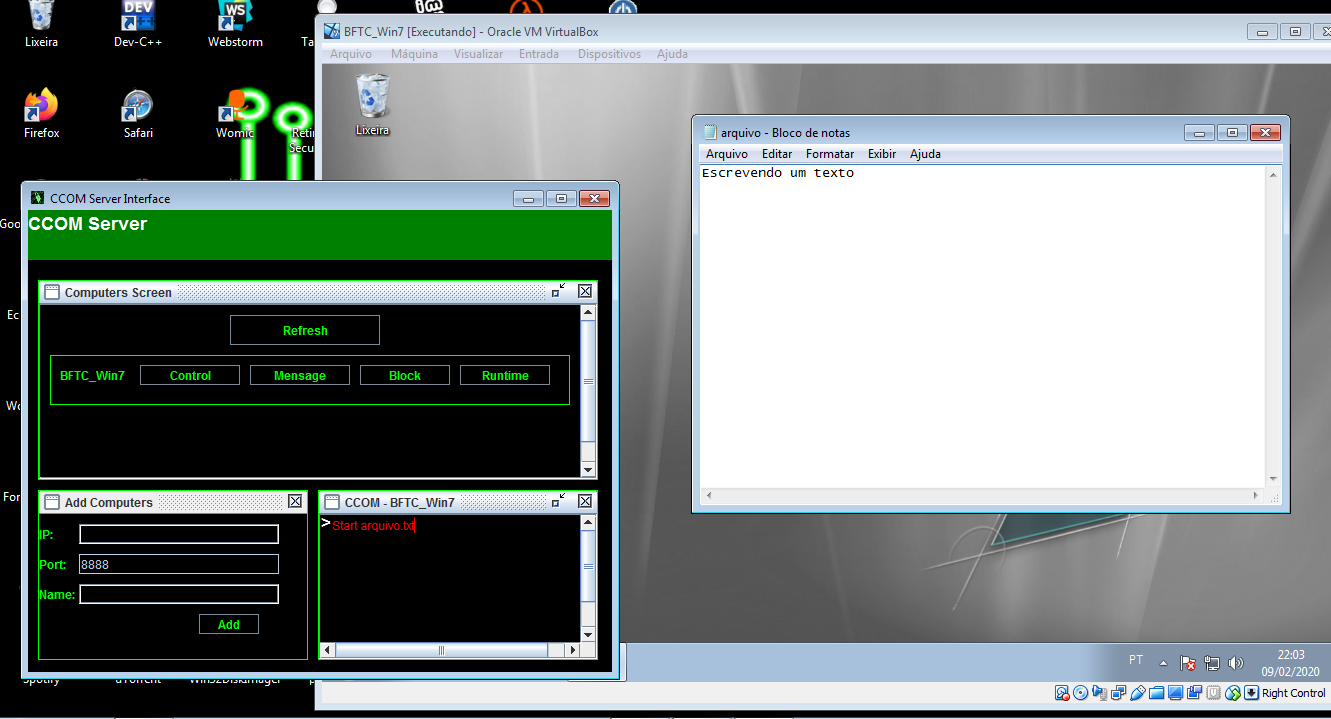 Lixeira
Dev-C++
Webstorm
Ta
Firefox
Safari
Womic
Retin
Secu
Goo
Ec
Wo
For
Spotify
uTorrent
Win32DiskImager
BFTC_Win7 [Executando] - Oracle VM VirtualBox
Arquivo Máquina Visualizar Entrada Dispositivos Ajuda
Lixeira
arquivo - Bloco de notas
Arquivo Editar Formatar Exibir Ajuda
Escrevendo um texto
CCOM Server Interface
CCOM Server
Computers Screen
Refresh
BFTC_Win7 Control Message Block Runtime
Add Computers
IP:
Port: 8888
Name:
Add
CCOM - BFTC_Win7
>Start arquivo.txt
PT
22:03
09/02/2020
Right Control